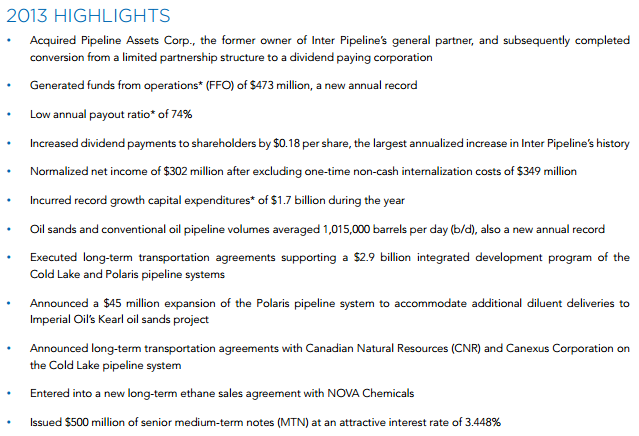 2013 HIGHLIGHTS
• Acquired Pipeline Assets Corp., the former owner of Inter Pipeline's general partner, and subsequently completed
conversion from a limited partnership structure to a dividend paying corporation
• Generated funds from operations* (FFO) of $473 million, a new annual record
• Low annual payout ratio* of 74%
• Increased dividend payments to shareholders by $0.18 per share, the largest annualized increase in Inter Pipeline's history
• Normalized net income of $302 million after excluding one-time non-cash internalization costs of $349 million
• Incurred record growth capital expenditures* of $1.7 billion during the year
• Oil sands and conventional oil pipeline volumes averaged 1,015,000 barrels per day (b/d), also a new annual record
• Executed long-term transportation agreements supporting a $2.9 billion integrated development program of the
Cold Lake and Polaris pipeline systems
• Announced a $45 million expansion of the Polaris pipeline system to accommodate additional diluent deliveries to
Imperial Oil's Kearl oil sands project
• Announced long-term transportation agreements with Canadian Natural Resources (CNR) and Canexus Corporation on
the Cold Lake pipeline system
• Entered into a new long-term ethane sales agreement with NOVA Chemicals
• Issued $500 million of senior medium-term notes (MTN) at an attractive interest rate of 3.448%